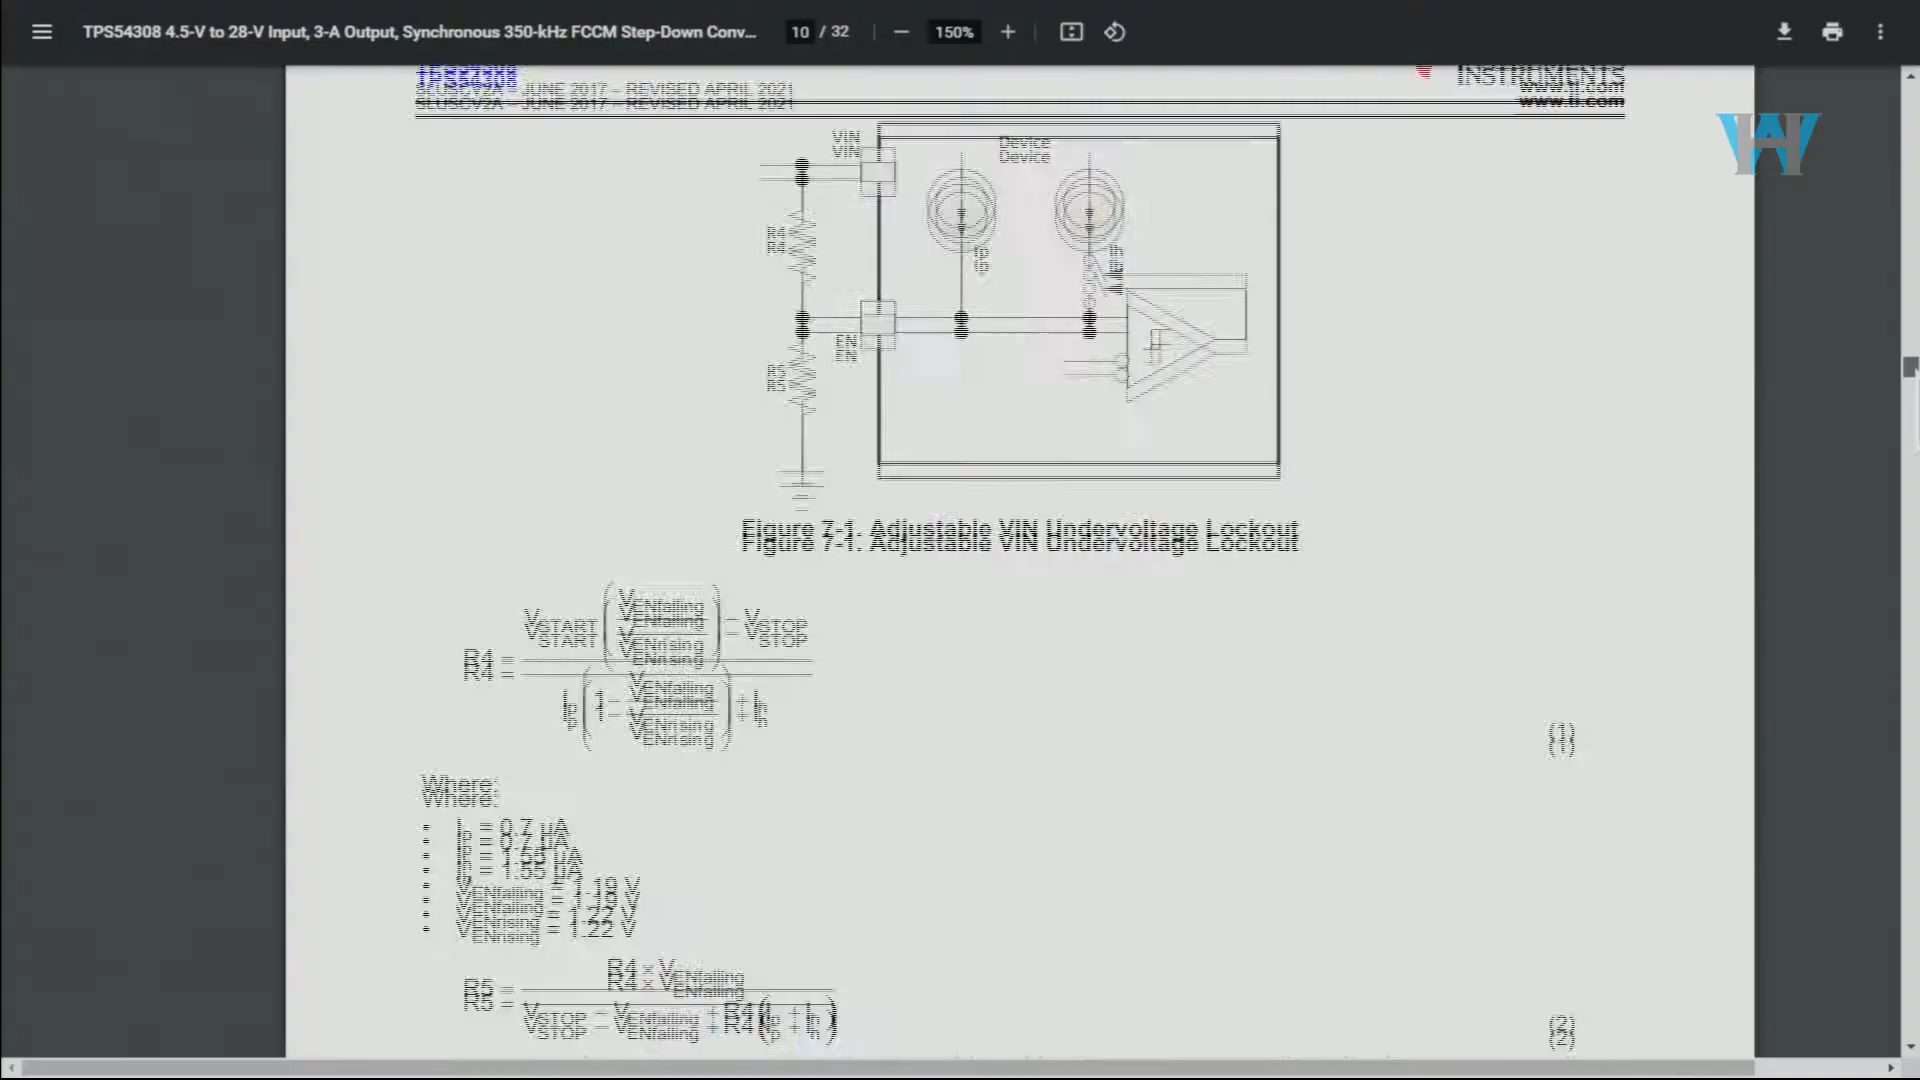 TPS54308 4.5-V to 28-V Input, 3-A Output, Synchronous 350-kHz FCCM Step-Down Conv...
10 / 32
150%
TPS54308
SLUSCV2A – JUNE 2017 – REVISED APRIL 2021
INSTRUMENTS
www.ti.com
VIN
Device
R4
Ip
Ih
EN
R5
Figure 7-1. Adjustable VIN Undervoltage Lockout
R4 = (VSTART (VENfalling / VENrising) – VSTOP) / (Ip (1 – VENfalling / VENrising) + Ih)
(1)
Where:
• Ip = 0.7 µA
• Ih = 1.55 µA
• VENfalling = 1.19 V
• VENrising = 1.22 V
R5 = (R4 × VENfalling) / (VSTOP – VENfalling + R4(Ip + Ih))
(2)